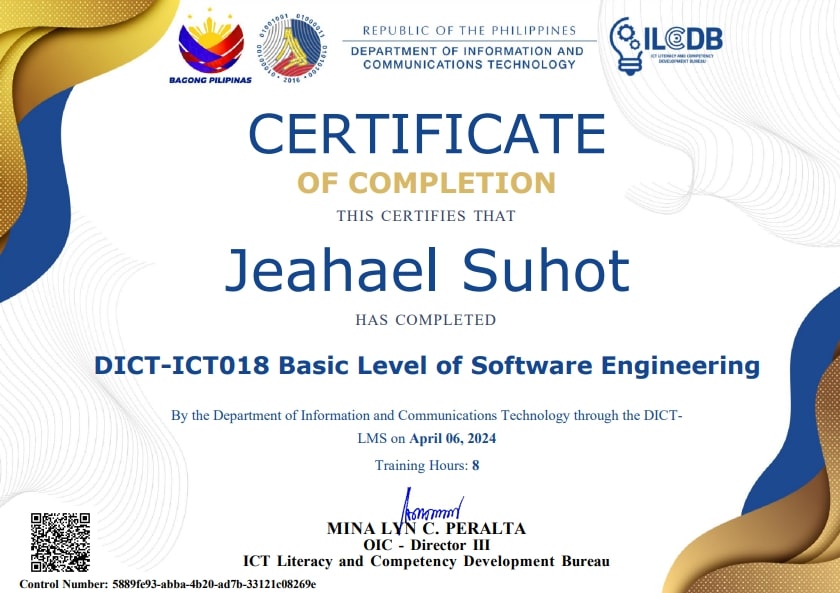 BAGONG PILIPINAS
01001001 01000011 01010100
2016
REPUBLIC OF THE PHILIPPINES
DEPARTMENT OF INFORMATION AND
COMMUNICATIONS TECHNOLOGY
ILCDB
ICT LITERACY AND COMPETENCY
DEVELOPMENT BUREAU
CERTIFICATE
OF COMPLETION
THIS CERTIFIES THAT
Jeahael Suhot
HAS COMPLETED
DICT-ICT018 Basic Level of Software Engineering
By the Department of Information and Communications Technology through the DICT-
LMS on April 06, 2024
Training Hours: 8
MINA LYN C. PERALTA
OIC - Director III
ICT Literacy and Competency Development Bureau
Control Number: 5889fe93-abba-4b20-ad7b-33121c08269e